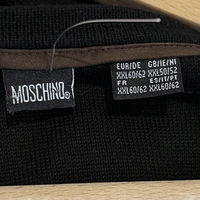 MOSCHINO®
EUR/DE GB/IE/NI
XXL60/62 XXL50/52
FR ES/IT/PT
XXL60/62 XXL60/62